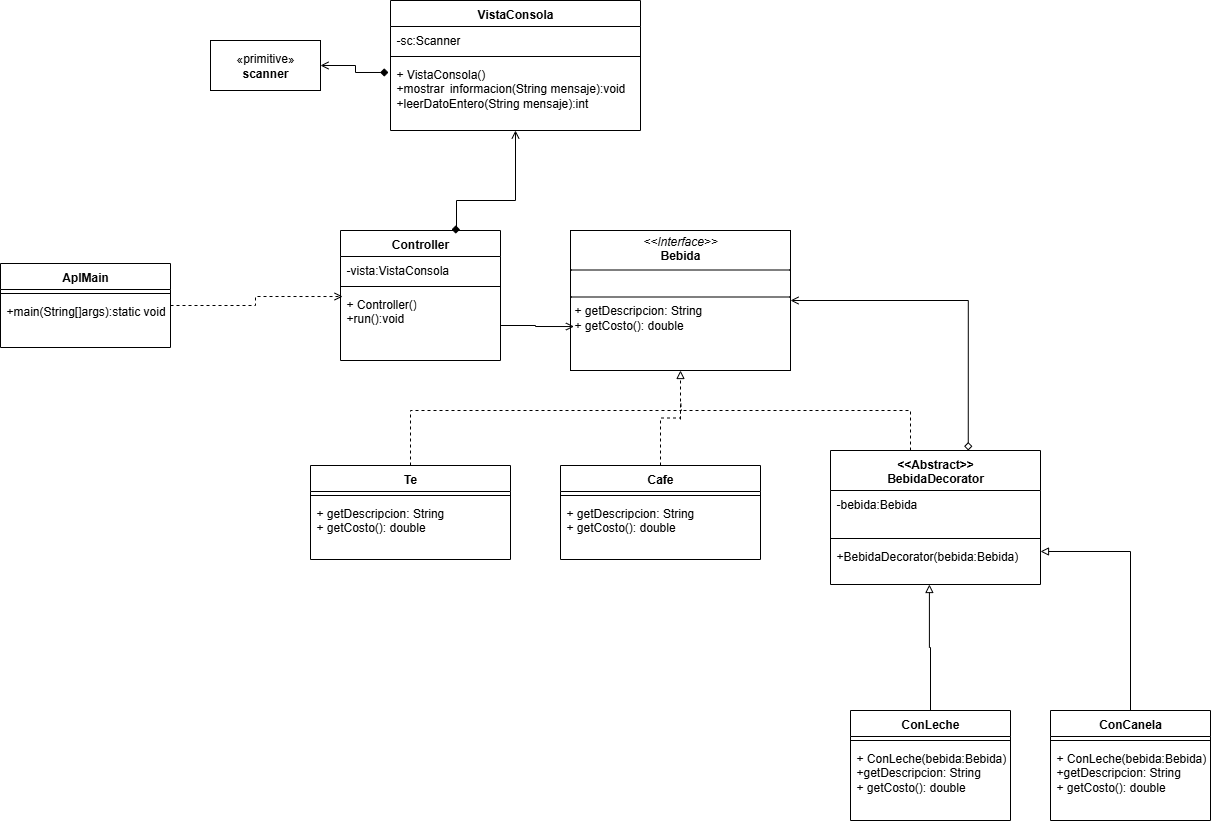 VistaConsola
-sc:Scanner
+ VistaConsola()
+mostrar informacion(String mensaje):void
+leerDatoEntero(String mensaje):int
«primitive»
scanner
Controller
-vista:VistaConsola
+ Controller()
+run():void
<<Interface>>
Bebida
+ getDescripcion: String
+ getCosto(): double
AplMain
+main(String[]args):static void
Te
+ getDescripcion: String
+ getCosto(): double
Cafe
+ getDescripcion: String
+ getCosto(): double
<<Abstract>>
BebidaDecorator
-bebida:Bebida
+BebidaDecorator(bebida:Bebida)
ConLeche
+ ConLeche(bebida:Bebida)
+getDescripcion: String
+ getCosto(): double
ConCanela
+ ConLeche(bebida:Bebida)
+getDescripcion: String
+ getCosto(): double